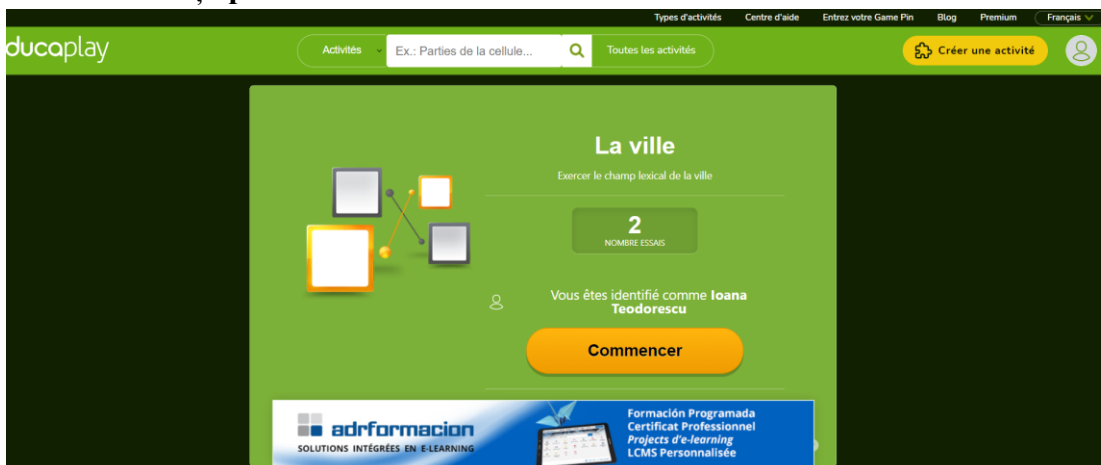 Types d'activités Centre d'aide Entrez votre Game Pin Blog Premium Français
ducaplay
Activités Ex.: Parties de la cellule... Toutes les activités
Créer une activité
La ville
Exercer le champ lexical de la ville
2
NOMBRE ESSAIS
Vous êtes identifié comme Ioana
Teodorescu
Commencer
adrformacion
SOLUTIONS INTÉGRÉES EN E-LEARNING
Formación Programada
Certificat Professionnel
Projects d'e-learning
LCMS Personnalisée